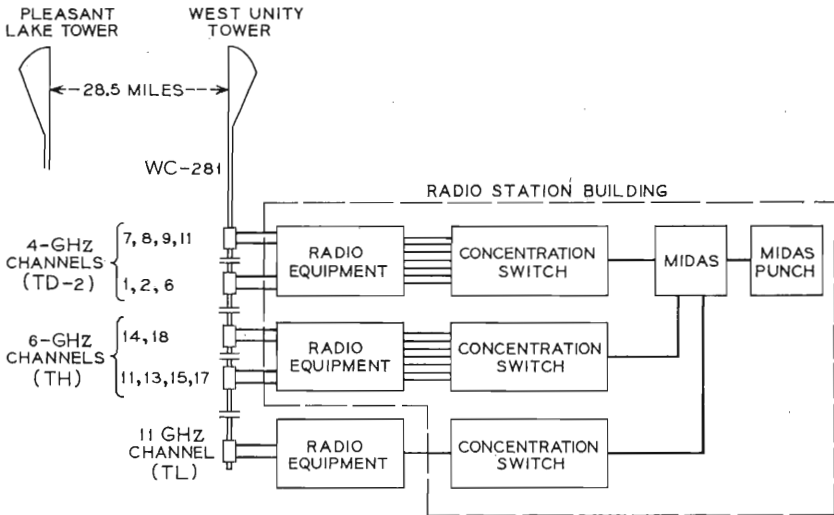 PLEASANT
LAKE TOWER
WEST UNITY
TOWER
28.5 MILES
WC-281
RADIO STATION BUILDING
4-GHZ
CHANNELS
(TD-2)
7, 8, 9, 11
1, 2, 6
RADIO
EQUIPMENT
CONCENTRATION
SWITCH
MIDAS
MIDAS
PUNCH
6-GHZ
CHANNELS
(TH)
14, 18
11, 13, 15, 17
RADIO
EQUIPMENT
CONCENTRATION
SWITCH
11 GHZ
CHANNEL
(TL)
RADIO
EQUIPMENT
CONCENTRATION
SWITCH